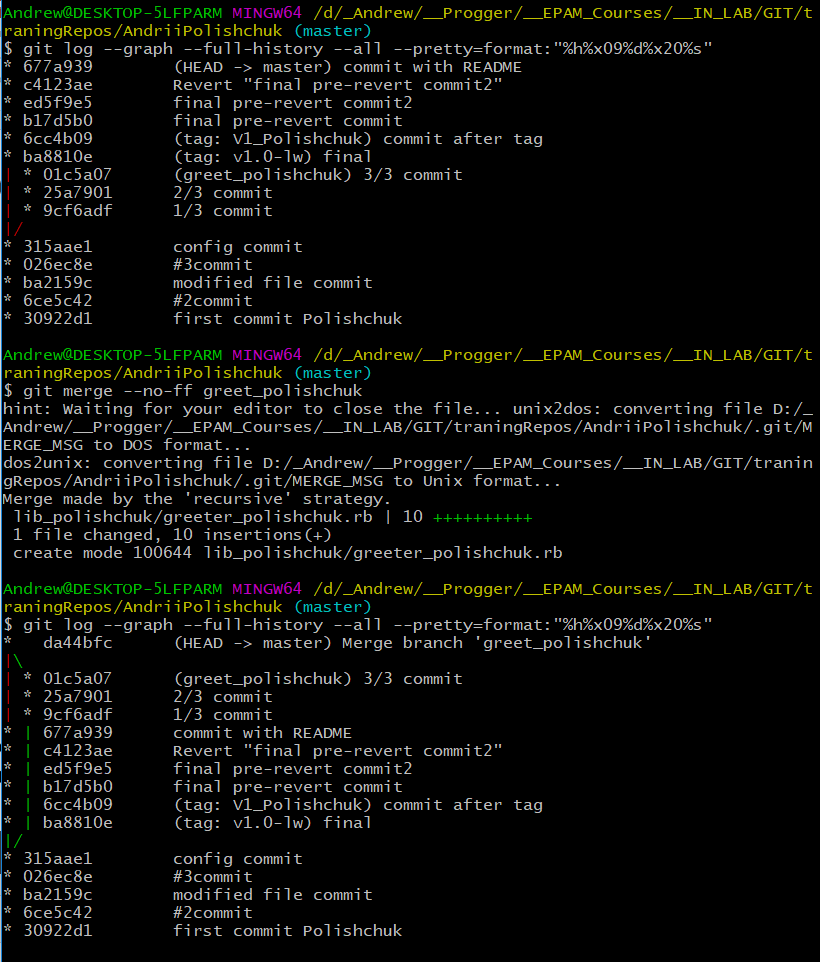 Andrew@DESKTOP-5LFPARM MINGW64 /d/_Andrew/__Progger/__EPAM_Courses/__IN_LAB/GIT/t
raningRepos/AndriiPolishchuk (master)
$ git log --graph --full-history --all --pretty=format:"%h%x09%d%x20%s"
* 677a939        (HEAD -> master) commit with README
* c4123ae        Revert "final pre-revert commit2"
* ed5f9e5        final pre-revert commit2
* b17d5b0        final pre-revert commit
* 6cc4b09        (tag: V1_Polishchuk) commit after tag
* ba8810e        (tag: v1.0-lw) final
| * 01c5a07      (greet_polishchuk) 3/3 commit
| * 25a7901      2/3 commit
| * 9cf6adf      1/3 commit
|/
* 315aae1        config commit
* 026ec8e        #3commit
* ba2159c        modified file commit
* 6ce5c42        #2commit
* 30922d1        first commit Polishchuk
Andrew@DESKTOP-5LFPARM MINGW64 /d/_Andrew/__Progger/__EPAM_Courses/__IN_LAB/GIT/t
raningRepos/AndriiPolishchuk (master)
$ git merge --no-ff greet_polishchuk
hint: Waiting for your editor to close the file... unix2dos: converting file D:/_
Andrew/__Progger/__EPAM_Courses/__IN_LAB/GIT/traningRepos/AndriiPolishchuk/.git/M
ERGE_MSG to DOS format...
dos2unix: converting file D:/_Andrew/__Progger/__EPAM_Courses/__IN_LAB/GIT/tranin
gRepos/AndriiPolishchuk/.git/MERGE_MSG to Unix format...
Merge made by the 'recursive' strategy.
 lib_polishchuk/greeter_polishchuk.rb | 10 ++++++++++
 1 file changed, 10 insertions(+)
 create mode 100644 lib_polishchuk/greeter_polishchuk.rb
Andrew@DESKTOP-5LFPARM MINGW64 /d/_Andrew/__Progger/__EPAM_Courses/__IN_LAB/GIT/t
raningRepos/AndriiPolishchuk (master)
$ git log --graph --full-history --all --pretty=format:"%h%x09%d%x20%s"
*   da44bfc      (HEAD -> master) Merge branch 'greet_polishchuk'
|\
| * 01c5a07      (greet_polishchuk) 3/3 commit
| * 25a7901      2/3 commit
| * 9cf6adf      1/3 commit
* | 677a939      commit with README
* | c4123ae      Revert "final pre-revert commit2"
* | ed5f9e5      final pre-revert commit2
* | b17d5b0      final pre-revert commit
* | 6cc4b09      (tag: V1_Polishchuk) commit after tag
* | ba8810e      (tag: v1.0-lw) final
|/
* 315aae1        config commit
* 026ec8e        #3commit
* ba2159c        modified file commit
* 6ce5c42        #2commit
* 30922d1        first commit Polishchuk